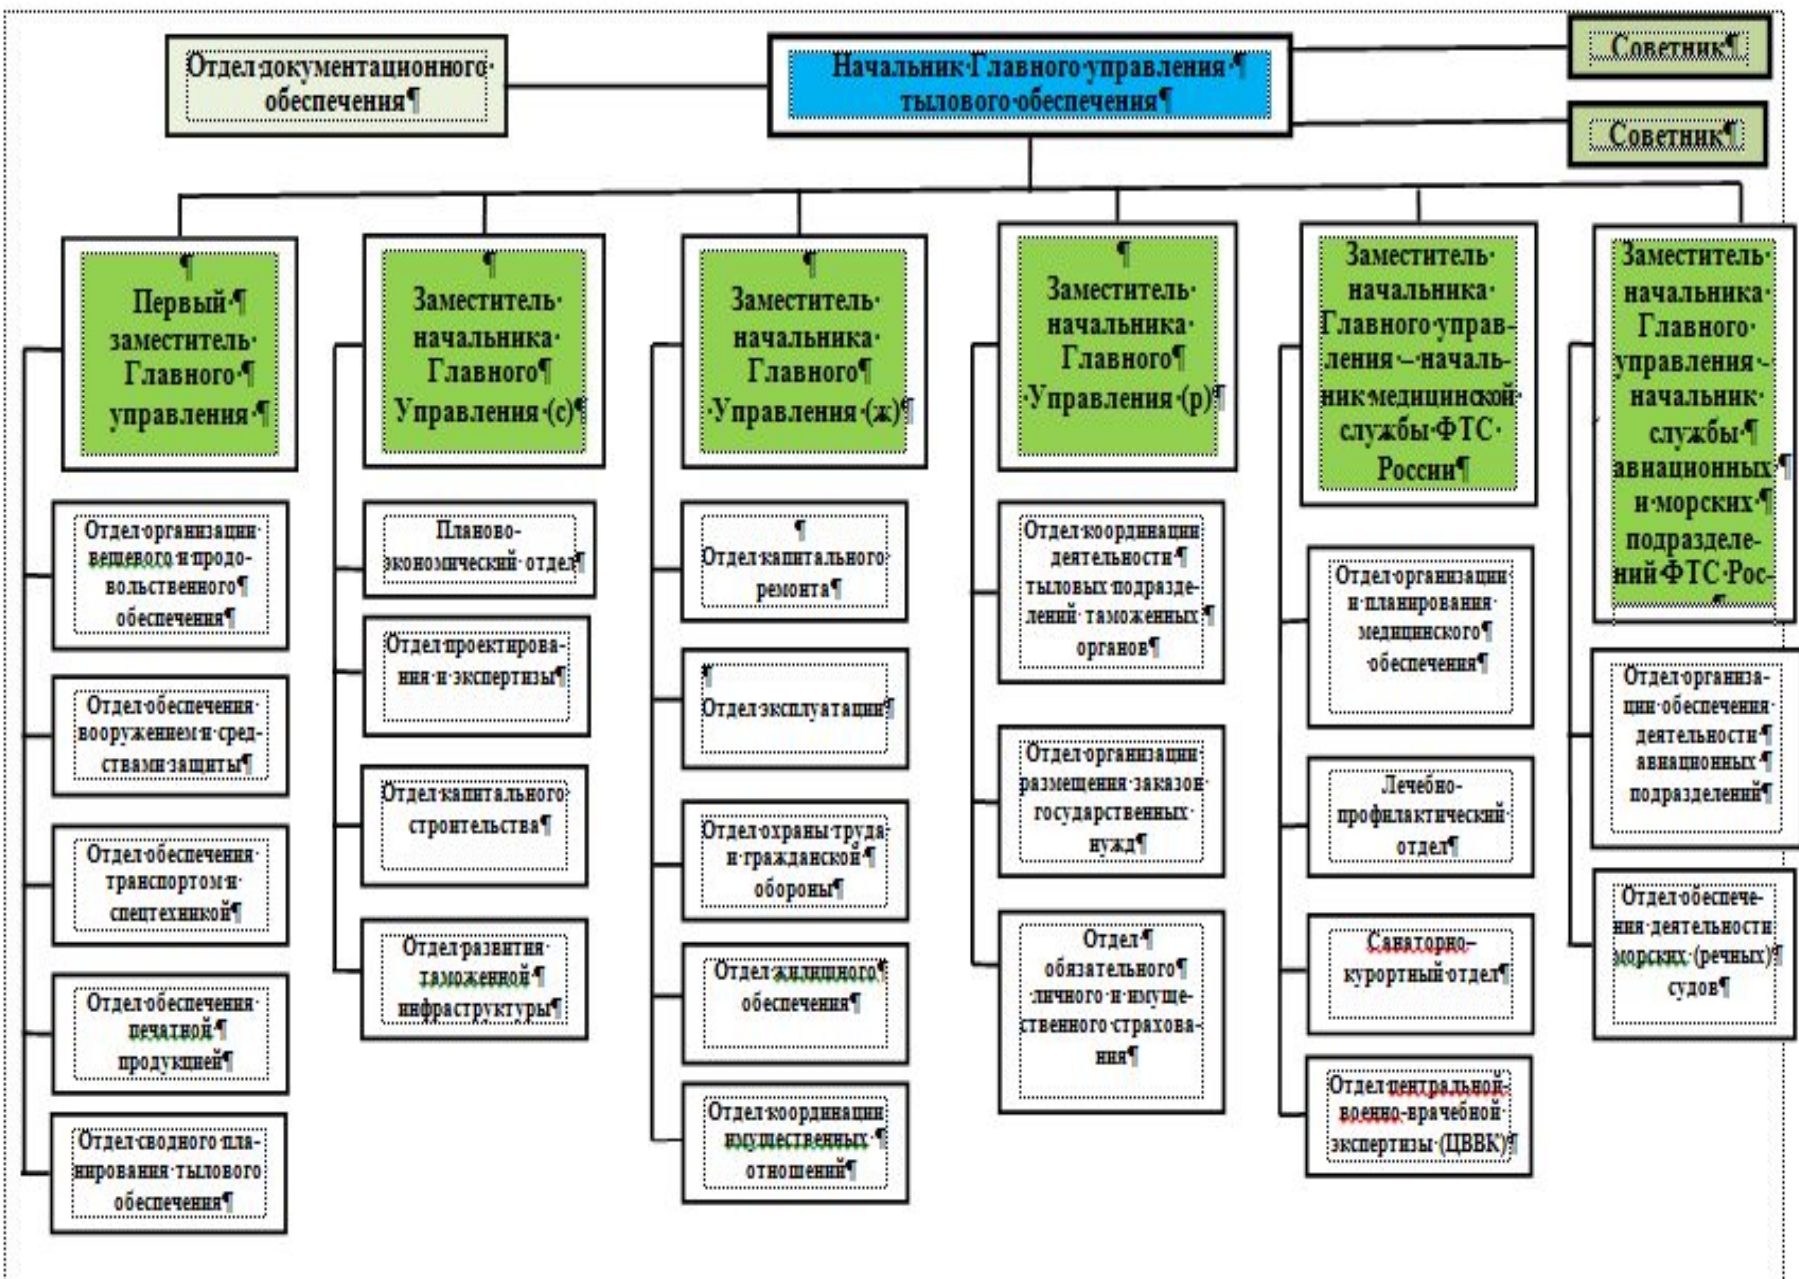 Отдел документационного
обеспечения
Начальник Главного управления
тылового обеспечения
Советник
Советник
Первый
заместитель
Главного
управления
Отдел организации
вещевого и продо-
вольственного
обеспечения
Отдел обеспечения
вооружением и сред-
ствами защиты
Отдел обеспечения
транспортом и
спецтехникой
Отдел обеспечения
печатной
продукцией
Отдел сводного пла-
нирования тылового
обеспечения
Заместитель
начальника
Главного
Управления (с)
Планово-
экономический отдел
Отдел проектирова-
ния и экспертизы
Отдел капитального
строительства
Отдел развития
таможенной
инфраструктуры
Заместитель
начальника
Главного
Управления (ж)
Отдел капитального
ремонта
Отдел эксплуатации
Отдел охраны труда
и гражданской
обороны
Отдел жилищного
обеспечения
Отдел координации
имущественных
отношений
Заместитель
начальника
Главного
Управления (р)
Отдел координации
деятельности
тыловых подразде-
лений таможенных
органов
Отдел организации
размещения заказон
государственных
нужд
Отдел
обязательного
личного и имуще-
ственного страхова-
ния
Заместитель
начальника
Главного управ-
ления – началь-
ник медицинской
службы ФТС
России
Отдел организации
и планирования
медицинского
обеспечения
Лечебно-
профилактический
отдел
Санаторно–
курортный отдел
Отдел центральной
военно-врачебной
экспертизы (ЦВВК)
Заместитель
начальника
Главного
управления –
начальник
службы
авиационных
и морских
подразделе-
ний ФТС Рос-
Отдел организа-
ции обеспечения
деятельности
авиационных
подразделений
Отдел обеспече-
ния деятельности
морских (речных)
судов